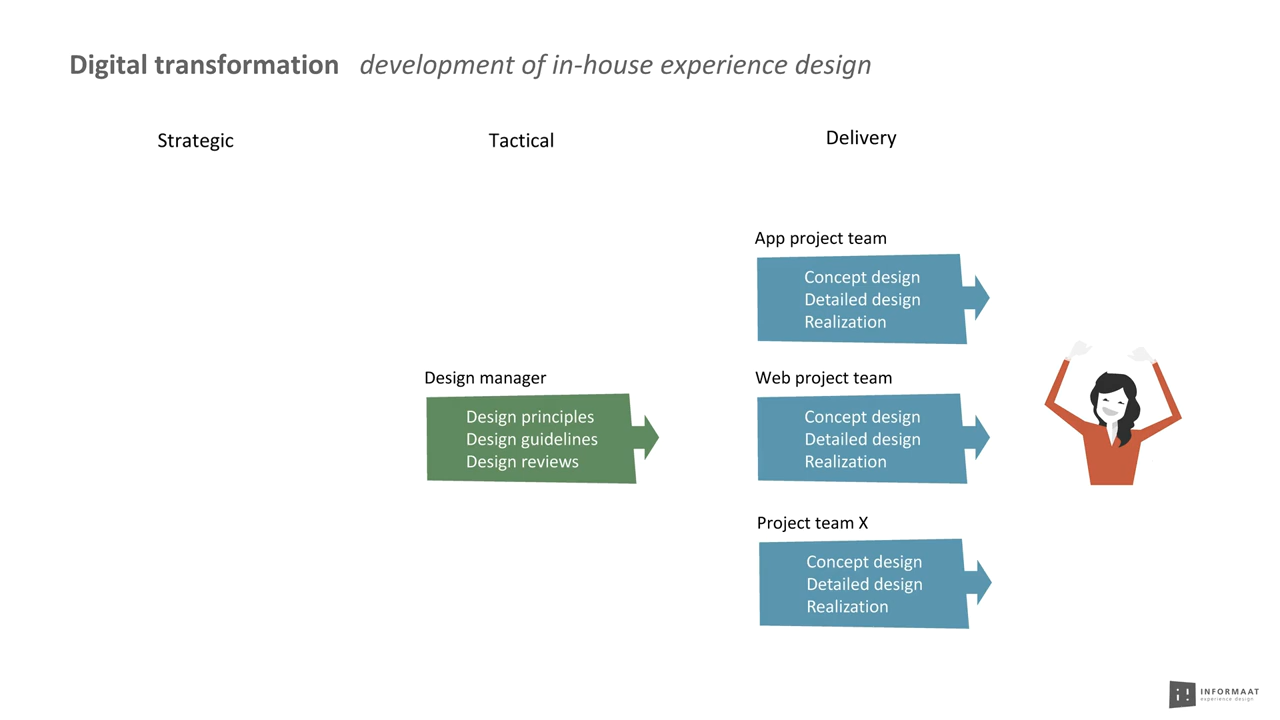 Digital transformation development of in-house experience design
Strategic
Tactical
Delivery
App project team
Concept design
Detailed design
Realization
Design manager
Design principles
Design guidelines
Design reviews
Web project team
Concept design
Detailed design
Realization
Project team X
Concept design
Detailed design
Realization
i!
INFORMAAT
experience design